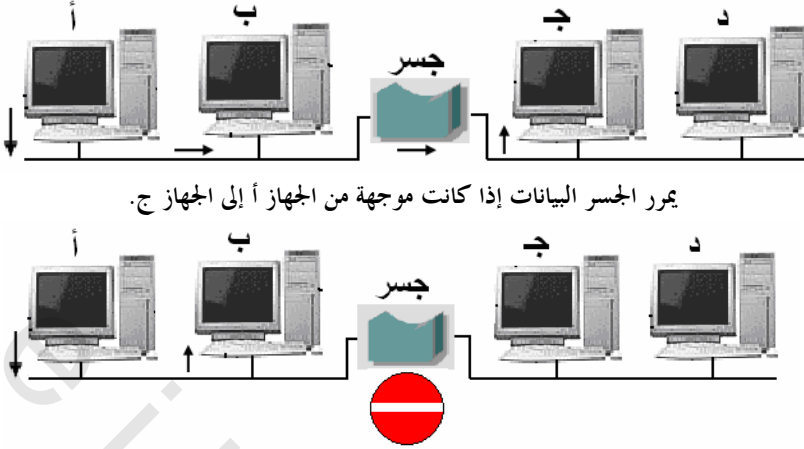 أ ب جـ د
جسر
يمرر الجسر البيانات إذا كانت موجهة من الجهاز أ إلى الجهاز ج.
أ ب جـ د
جسر